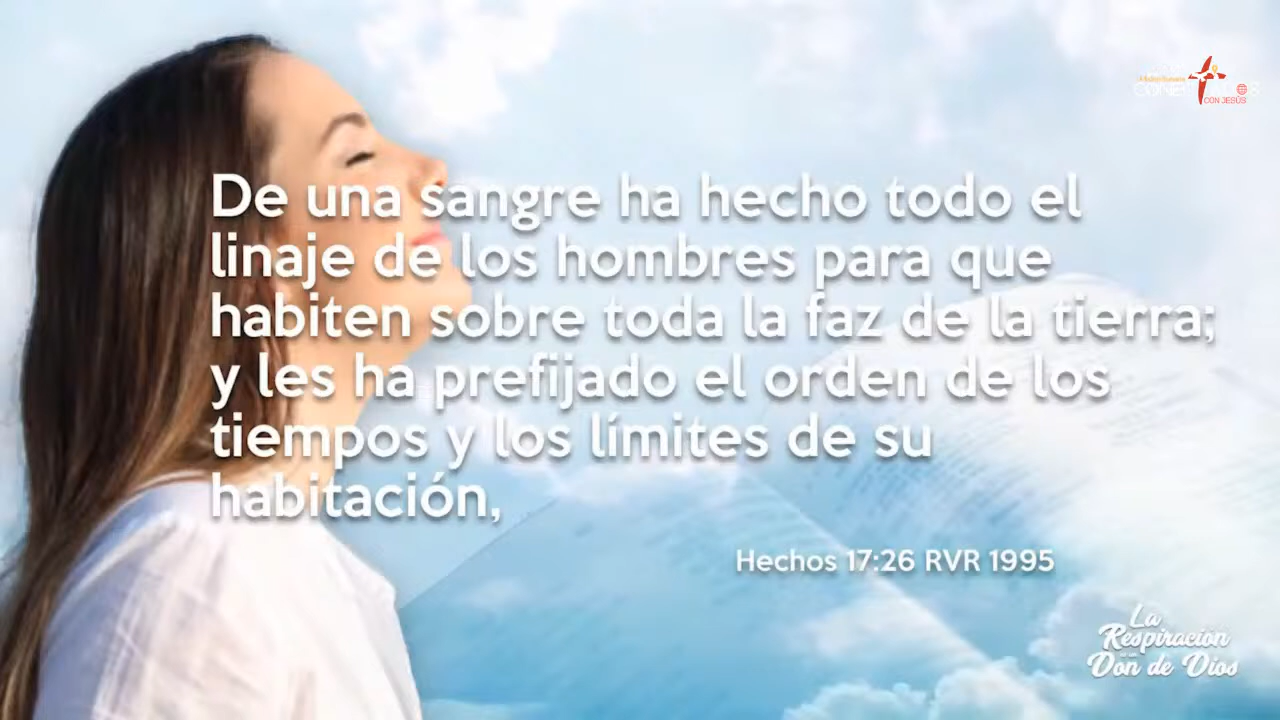 CON JESÚS
De una sangre ha hecho todo el
linaje de los hombres para que
habiten sobre toda la faz de la tierra;
y les ha prefijado el orden de los
tiempos y los límites de su
habitación,
Hechos 17:26 RVR 1995
La
Respiración
Don de Dios